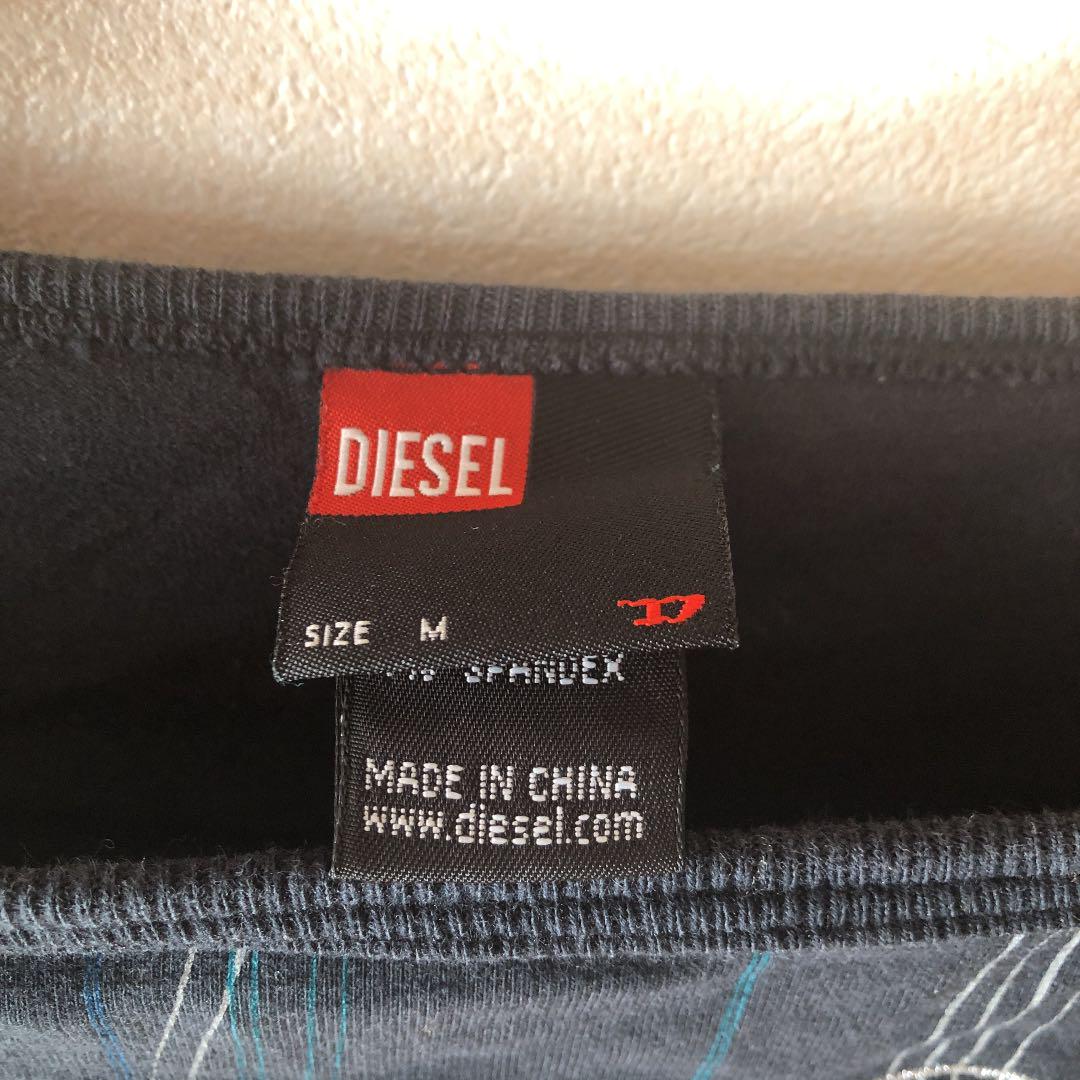 DIESEL
SIZE M
D
SPANDEX
MADE IN CHINA
www.diesel.com